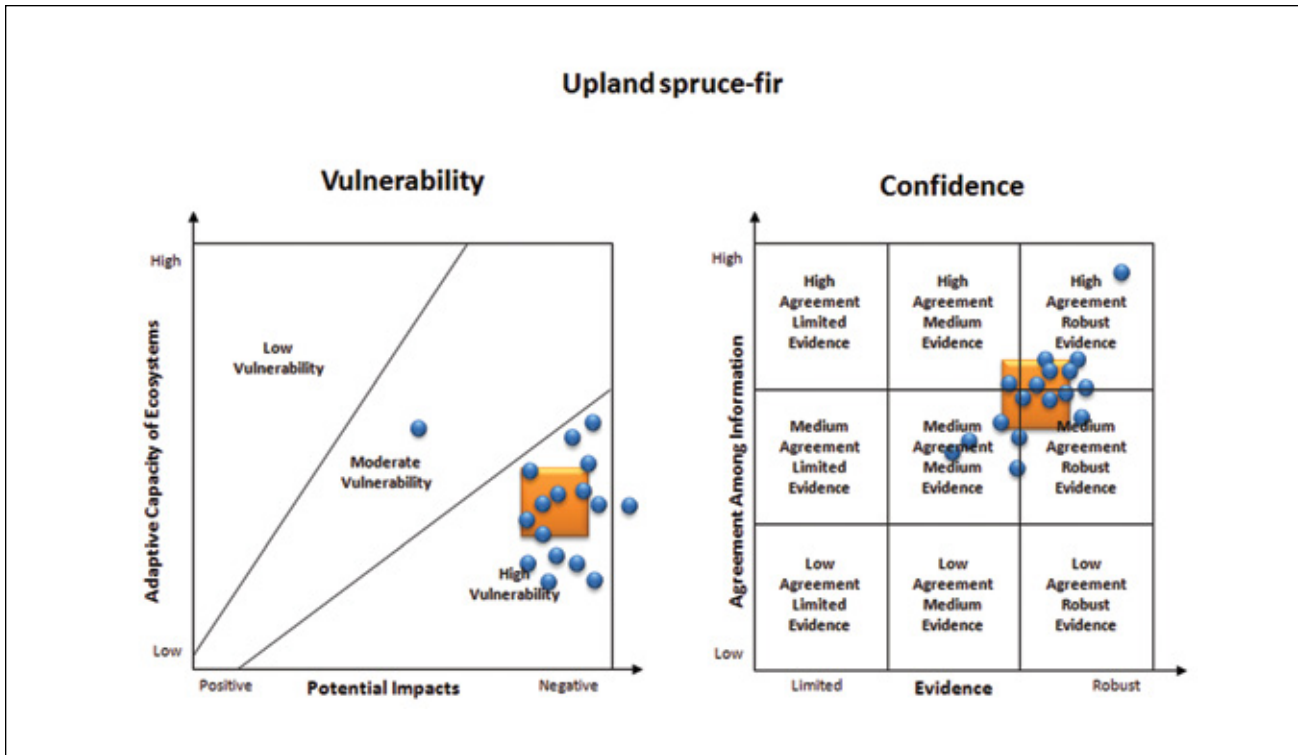 Upland spruce-fir
Vulnerability
High
Low
Vulnerability
Moderate
Vulnerability
High
Vulnerability
Low
Adaptive Capacity of Ecosystems
Positive
Potential Impacts
Negative
Confidence
High
High
Agreement
Limited
Evidence
High
Agreement
Medium
Evidence
High
Agreement
Robust
Evidence
Medium
Agreement
Limited
Evidence
Medium
Agreement
Medium
Evidence
Medium
Agreement
Robust
Evidence
Low
Agreement
Limited
Evidence
Low
Agreement
Medium
Evidence
Low
Agreement
Robust
Evidence
Low
Agreement Among Information
Limited
Evidence
Robust